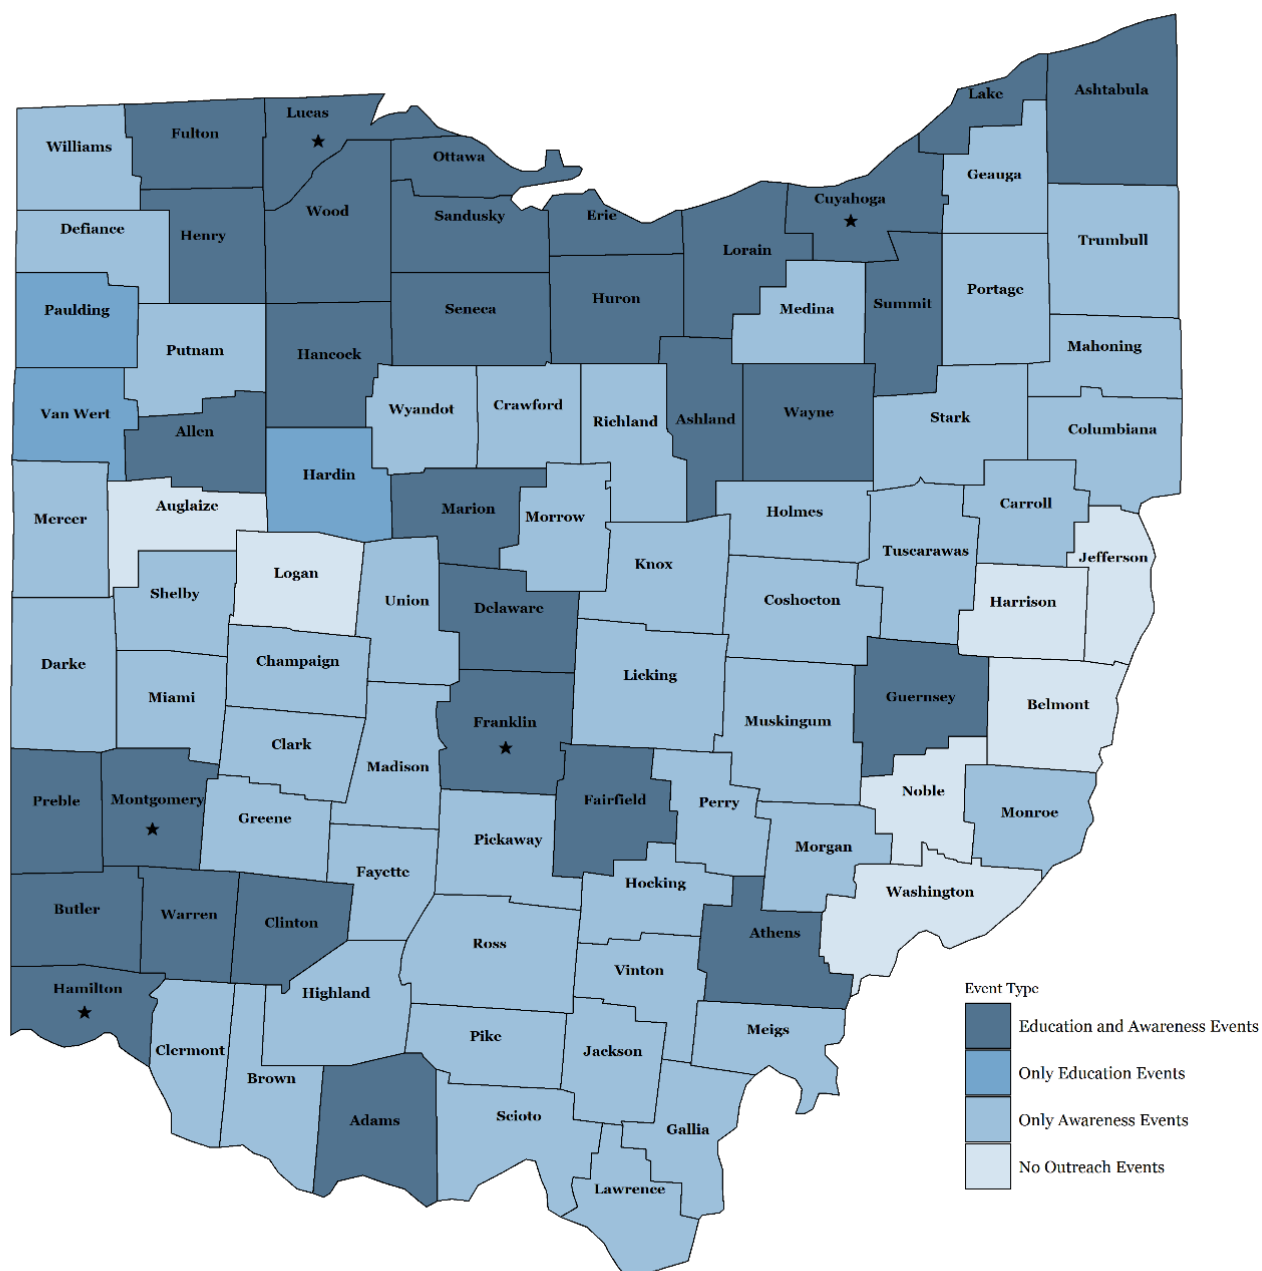 Lake
Ashtabula
Lucas
Fulton
Williams
Ottawa
Geauga
Cuyahoga
Wood
Sandusky
Erie
Defiance
Henry
Lorain
Trumbull
Portage
Paulding
Seneca
Huron
Medina
Summit
Putnam
Hancock
Mahoning
Van Wert
Wyandot
Crawford
Richland
Ashland
Wayne
Stark
Columbiana
Allen
Hardin
Mercer
Auglaize
Marion
Morrow
Holmes
Carroll
Tuscarawas
Jefferson
Logan
Knox
Shelby
Union
Delaware
Coshocton
Harrison
Darke
Champaign
Licking
Miami
Guernsey
Belmont
Franklin
Muskingum
Clark
Madison
Preble
Montgomery
Fairfield
Perry
Noble
Greene
Monroe
Pickaway
Morgan
Fayette
Hocking
Washington
Butler
Warren
Clinton
Athens
Ross
Vinton
Hamilton
Highland
Meigs
Pike
Jackson
Clermont
Brown
Adams
Scioto
Gallia
Lawrence
Event Type
Education and Awareness Events
Only Education Events
Only Awareness Events
No Outreach Events